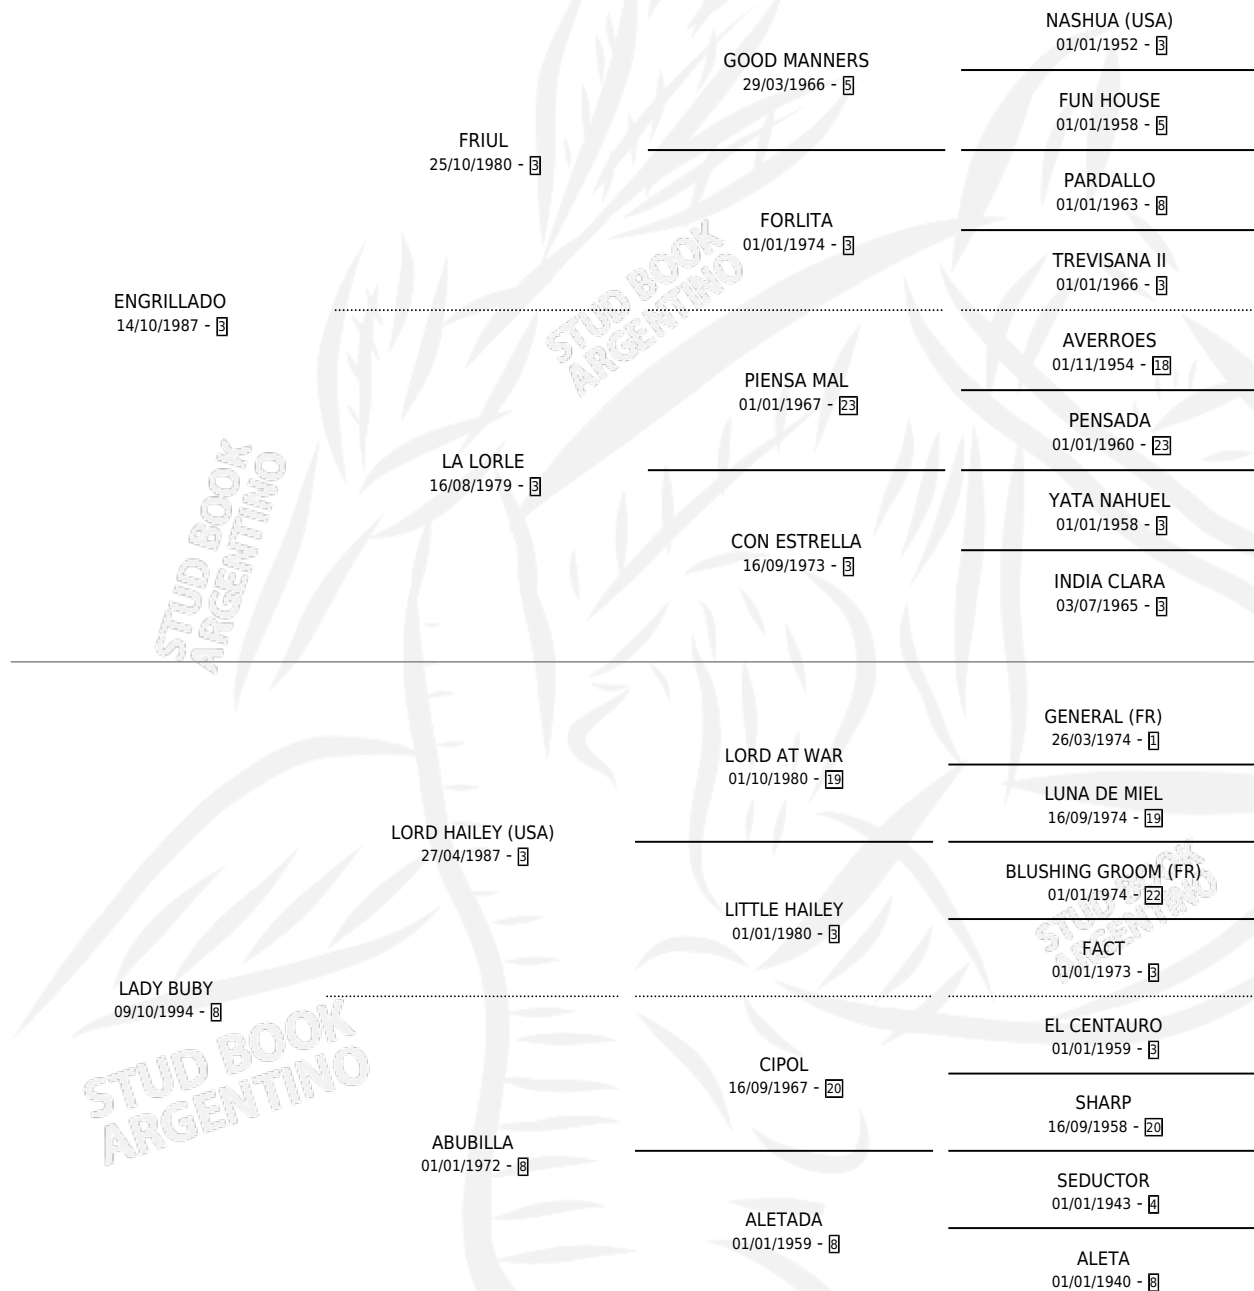 NASHUA (USA)
01/01/1952 - 3
GOOD MANNERS
29/03/1966 - 5
FUN HOUSE
01/01/1958 - 5
FRIUL
25/10/1980 - 3
PARDALLO
01/01/1963 - 8
FORLITA
01/01/1974 - 3
TREVISANA II
01/01/1966 - 3
STUD BOOK
ARGENTINO
ENGRILLADO
14/10/1987 - 3
AVERROES
01/11/1954 - 18
PIENSA MAL
01/01/1967 - 23
PENSADA
01/01/1960 - 23
LA LORLE
16/08/1979 - 3
YATA NAHUEL
01/01/1958 - 3
CON ESTRELLA
16/09/1973 - 3
INDIA CLARA
03/07/1965 - 3
STUD BOOK
ARGENTINO
GENERAL (FR)
26/03/1974 - 1
LORD AT WAR
01/10/1980 - 19
LUNA DE MIEL
16/09/1974 - 19
LORD HAILEY (USA)
27/04/1987 - 3
BLUSHING GROOM (FR)
01/01/1974 - 22
LITTLE HAILEY
01/01/1980 - 3
FACT
01/01/1973 - 3
STUD BOOK
ARGENTINO
LADY BUBY
09/10/1994 - 8
EL CENTAURO
01/01/1959 - 3
CIPOL
16/09/1967 - 20
SHARP
16/09/1958 - 20
STUD BOOK
ARGENTINO
ABUBILLA
01/01/1972 - 8
SEDUCTOR
01/01/1943 - 4
ALETADA
01/01/1959 - 8
ALETA
01/01/1940 - 8